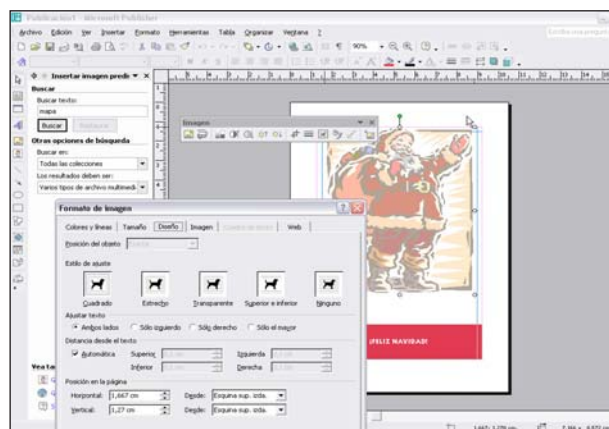 Publicación1 - Microsoft Publisher
Archivo Edición Ver Insertar Formato Herramientas Tabla Organizar Ventana ?
90%
Insertar imagen predi
Buscar
Buscar texto:
mapa
Buscar
Otras opciones de búsqueda
Buscar en:
Todas las colecciones
Los resultados deben ser:
Varios tipos de archivo multimedi
Imagen
Formato de imagen
Colores y líneas Tamaño Diseño Imagen Cuadro de texto Web
Posición del objeto
Estilo de ajuste
Cuadrado Estrecho Transparente Superior e inferior Ninguno
Ajustar texto
Ambos lados Sólo izquierdo Sólo derecho Sólo el mayor
Distancia desde el texto
Automática Superior Izquierda
Inferior Derecha
Posición en la página
Horizontal: 1,667 cm Desde: Esquina sup. izda.
Vertical: 1,27 cm Desde: Esquina sup. izda.
¡FELIZ NAVIDAD!